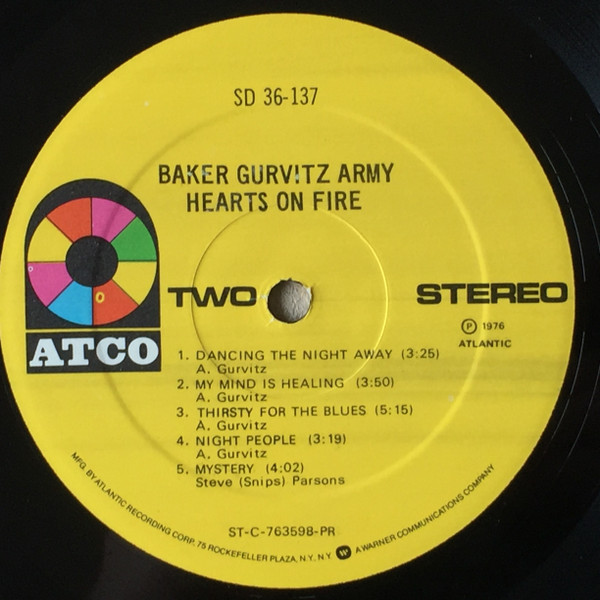 SD 36-137
BAKER GURVITZ ARMY
HEARTS ON FIRE
ATCO
TWO
STEREO
Ⓟ 1976
ATLANTIC
1. DANCING THE NIGHT AWAY (3:25)
A. Gurvitz
2. MY MIND IS HEALING (3:50)
A. Gurvitz
3. THIRSTY FOR THE BLUES (5:15)
A. Gurvitz
4. NIGHT PEOPLE (3:19)
A. Gurvitz
5. MYSTERY (4:02)
Steve (Snips) Parsons
ST-C-763598-PR
MFG. BY ATLANTIC RECORDING CORP. 75 ROCKEFELLER PLAZA, N.Y. N.Y. W A WARNER COMMUNICATIONS COMPANY